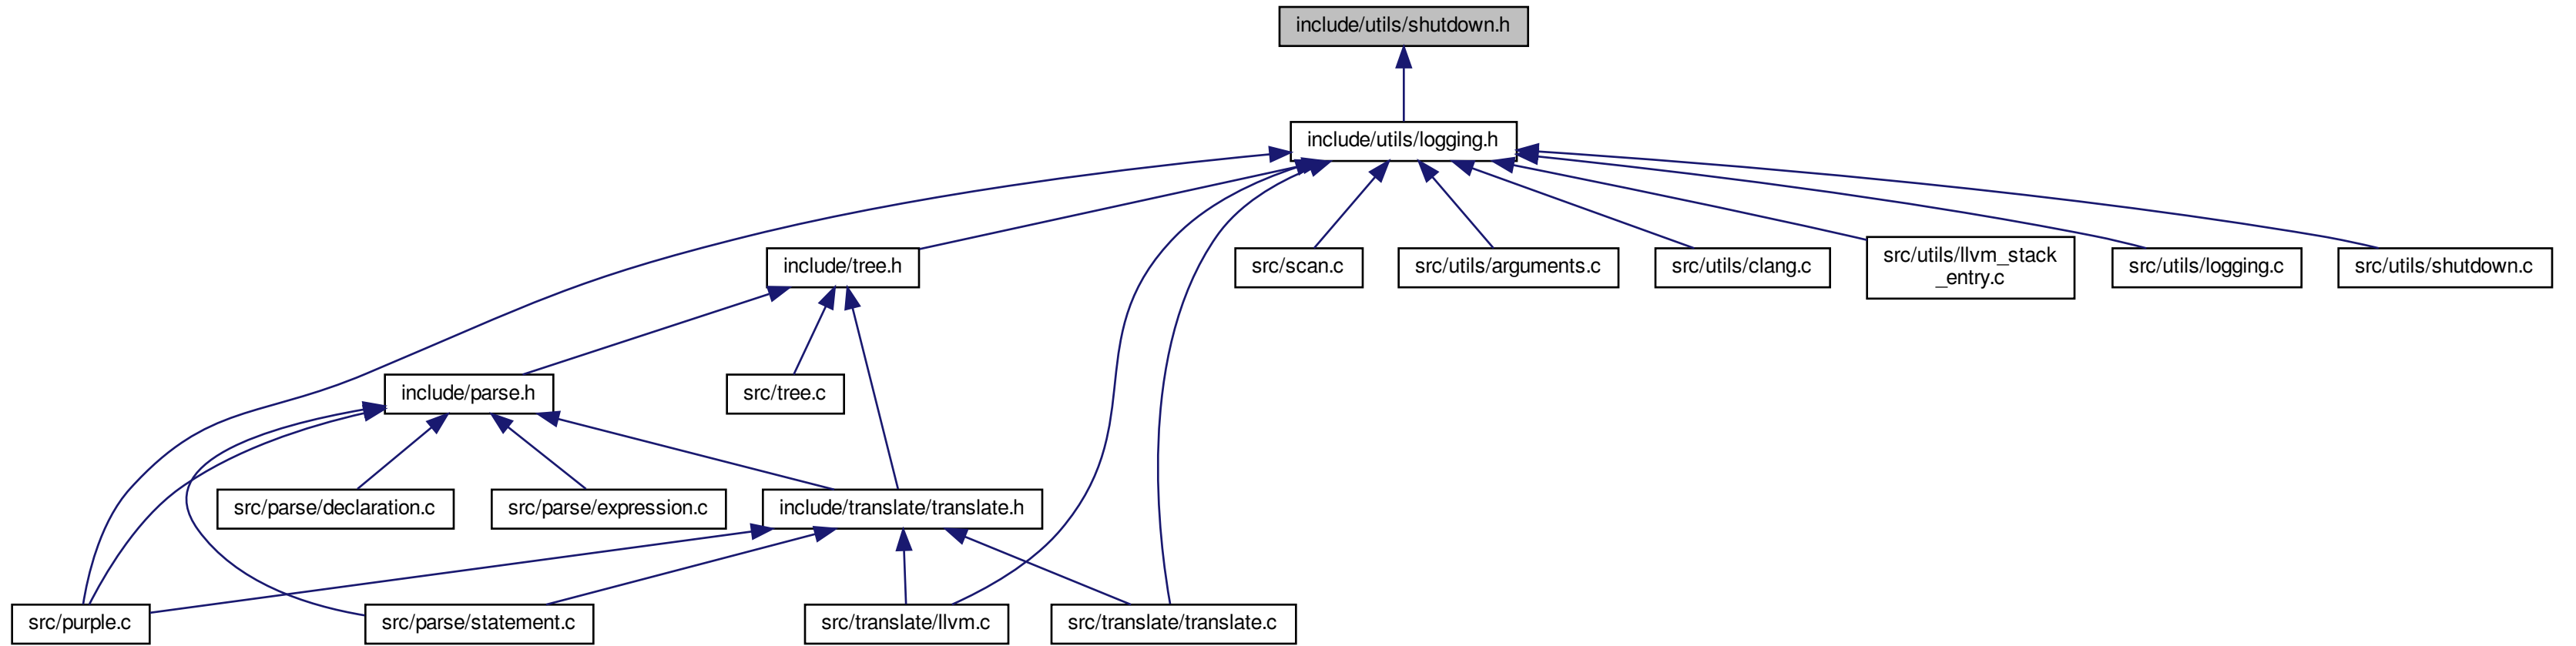 include/utils/shutdown.h
include/utils/logging.h
include/tree.h
src/scan.c
src/utils/arguments.c
src/utils/clang.c
src/utils/llvm_stack
_entry.c
src/utils/logging.c
src/utils/shutdown.c
include/parse.h
src/tree.c
src/parse/declaration.c
src/parse/expression.c
include/translate/translate.h
src/purple.c
src/parse/statement.c
src/translate/llvm.c
src/translate/translate.c